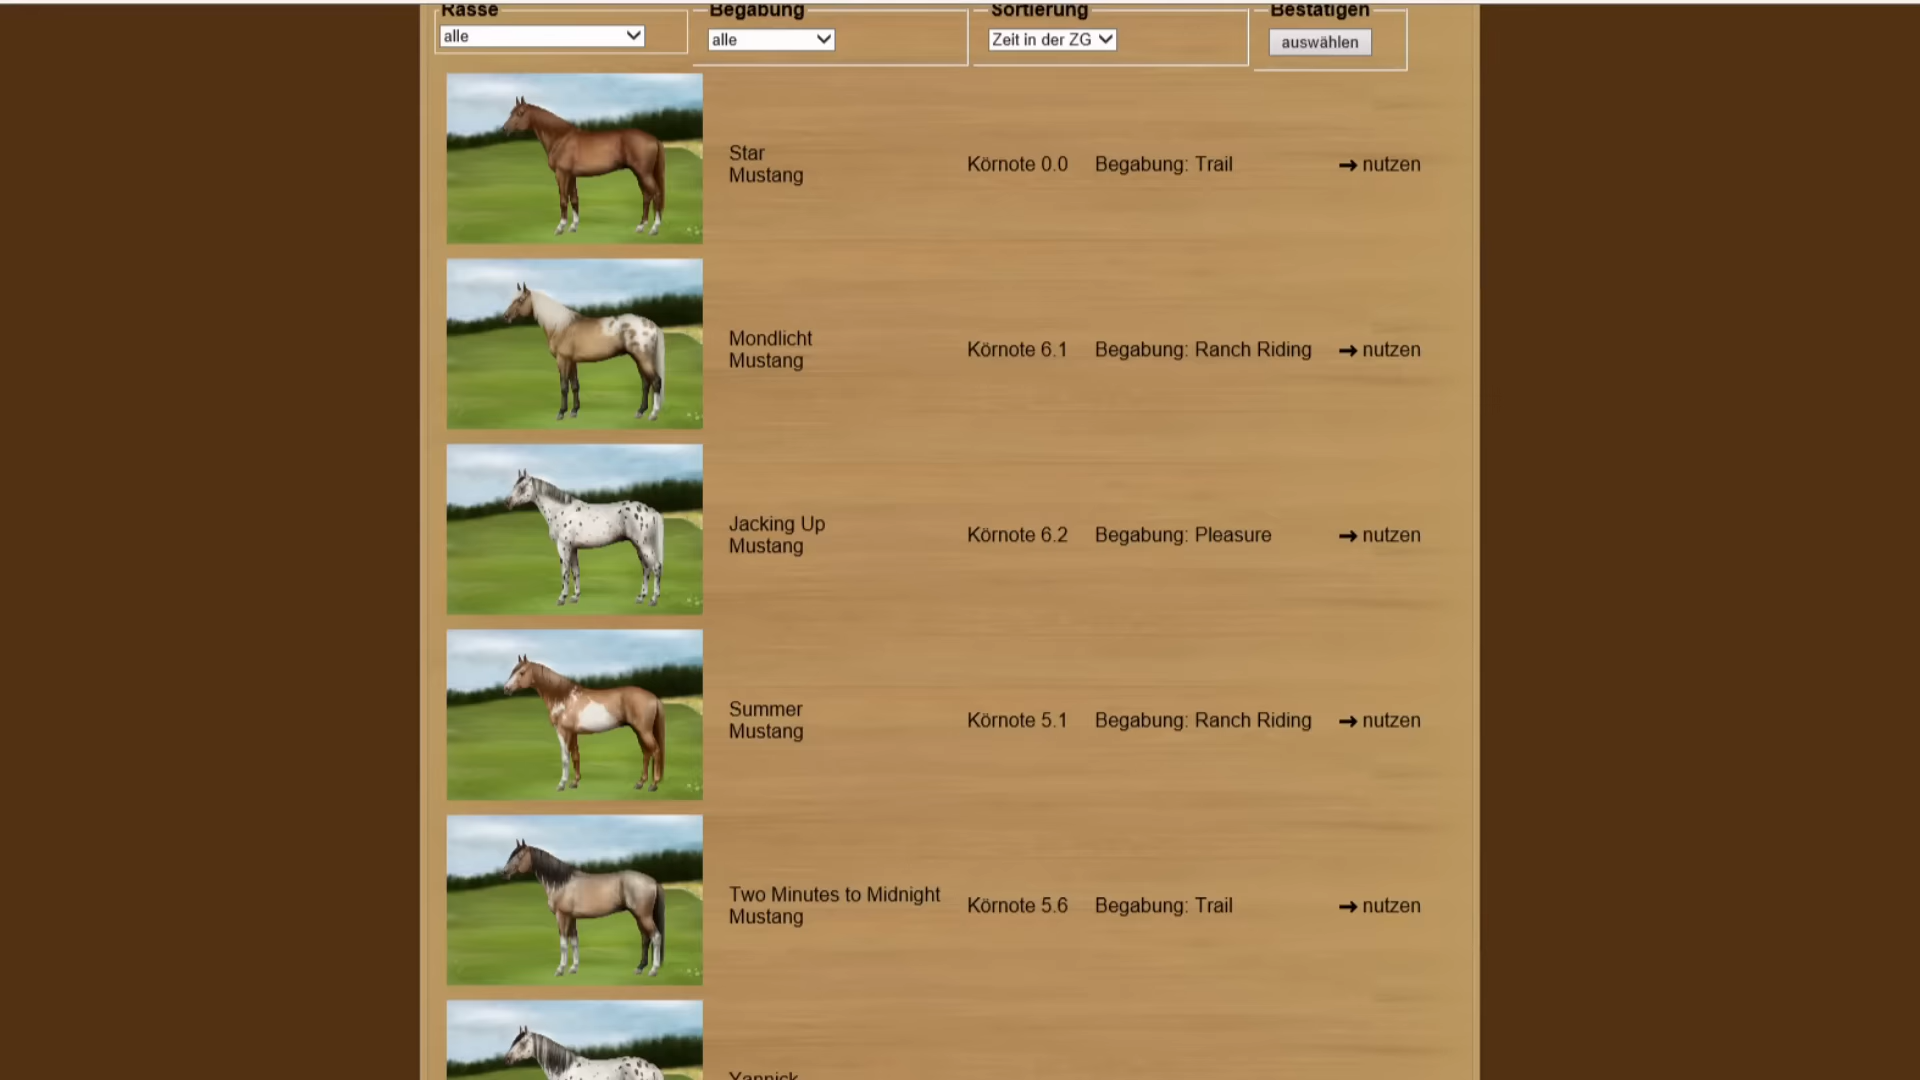 Rasse
Begabung
Sortierung
Bestätigen
alle
alle
Zeit in der ZG
auswählen
Star
Mustang
Körnote 0.0
Begabung: Trail
→ nutzen
Mondlicht
Mustang
Körnote 6.1
Begabung: Ranch Riding
→ nutzen
Jacking Up
Mustang
Körnote 6.2
Begabung: Pleasure
→ nutzen
Summer
Mustang
Körnote 5.1
Begabung: Ranch Riding
→ nutzen
Two Minutes to Midnight
Mustang
Körnote 5.6
Begabung: Trail
→ nutzen
Yannick